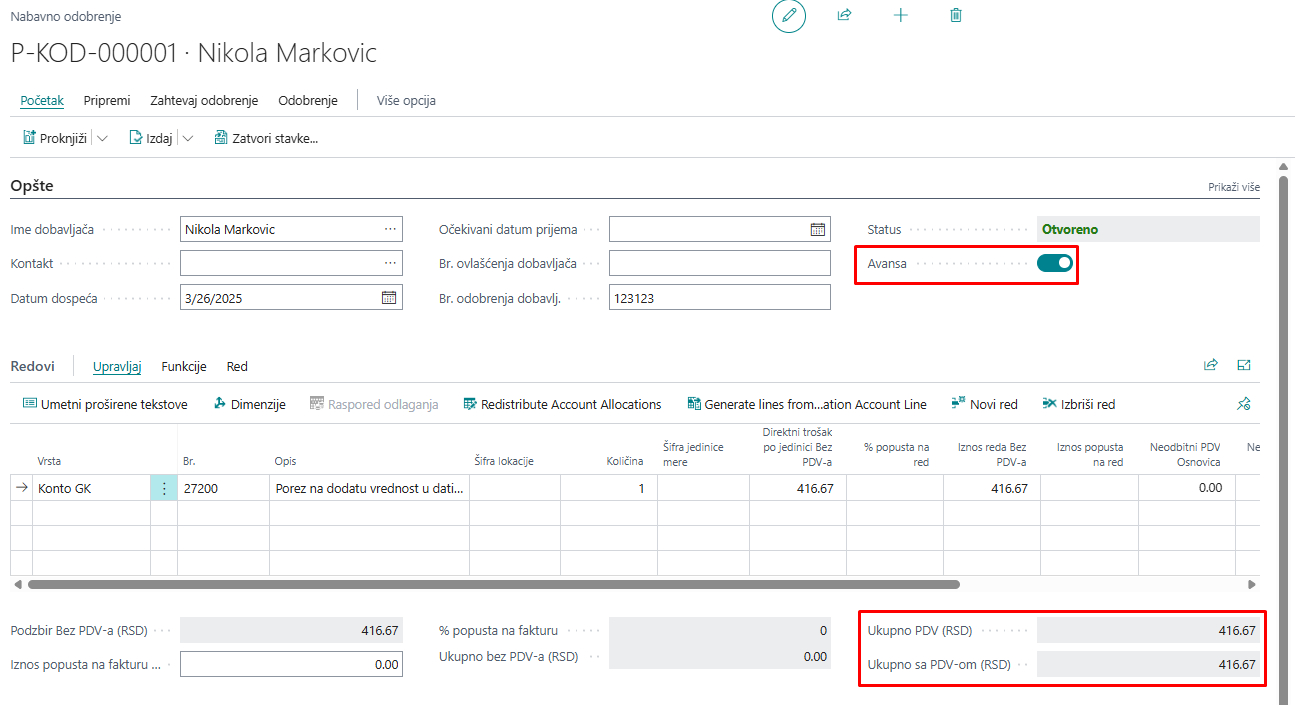 Nabavno odobrenje
P-KOD-000001 · Nikola Markovic
Početak Pripremi Zahtevaj odobrenje Odobrenje Više opcija
Proknjiži Izdaj Zatvori stavke...
Opšte Prikaži više
Ime dobavljača Nikola Markovic Očekivani datum prijema Status Otvoreno
Kontakt Br. ovlašćenja dobavljača Avansa
Datum dospeća 3/26/2025 Br. odobrenja dobavlj. 123123
Redovi Upravljaj Funkcije Red
Umetni proširene tekstove Dimenzije Raspored odlaganja Redistribute Account Allocations Generate lines from...ation Account Line Novi red Izbriši red
Vrsta Br. Opis Šifra lokacije Količina Šifra jedinice mere Direktni trošak po jedinici Bez PDV-a % popusta na red Iznos reda Bez PDV-a Iznos popusta na red Neodbitni PDV Osnovica Ne
Konto GK 27200 Porez na dodatu vrednost u dati... 1 416.67 416.67 0.00
Podzbir Bez PDV-a (RSD) 416.67 % popusta na fakturu 0 Ukupno PDV (RSD) 416.67
Iznos popusta na fakturu ... 0.00 Ukupno bez PDV-a (RSD) 0.00 Ukupno sa PDV-om (RSD) 416.67